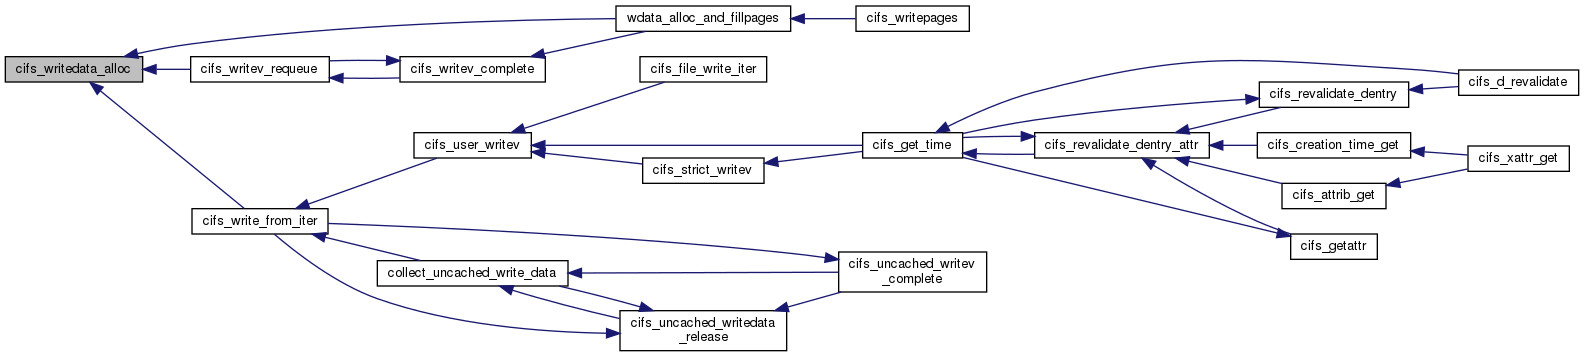 wdata_alloc_and_fillpages
cifs_writepages
cifs_writedata_alloc
cifs_writev_requeue
cifs_writev_complete
cifs_file_write_iter
cifs_d_revalidate
cifs_revalidate_dentry
cifs_user_writev
cifs_get_time
cifs_revalidate_dentry_attr
cifs_creation_time_get
cifs_xattr_get
cifs_strict_writev
cifs_attrib_get
cifs_write_from_iter
cifs_getattr
collect_uncached_write_data
cifs_uncached_writev
_complete
cifs_uncached_writedata
_release